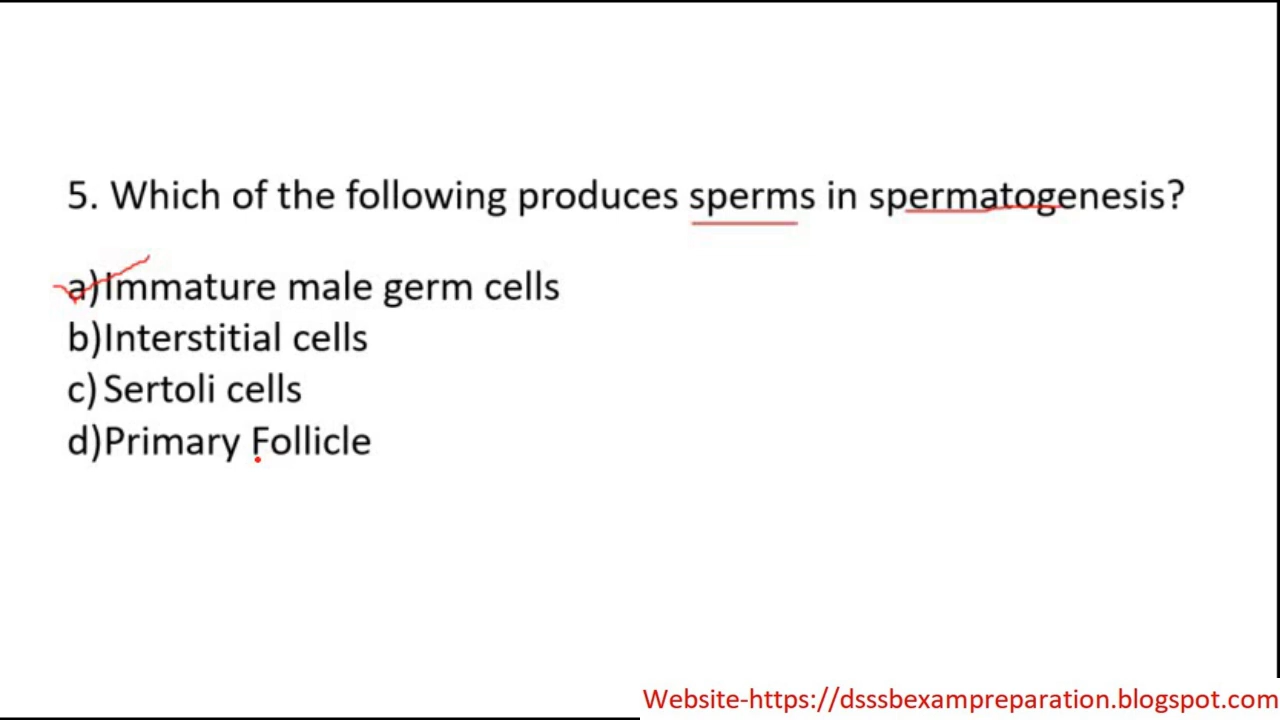 5. Which of the following produces sperms in spermatogenesis?
a)Immature male germ cells
b)Interstitial cells
c)Sertoli cells
d)Primary Follicle
Website-https://dsssbexampreparation.blogspot.com